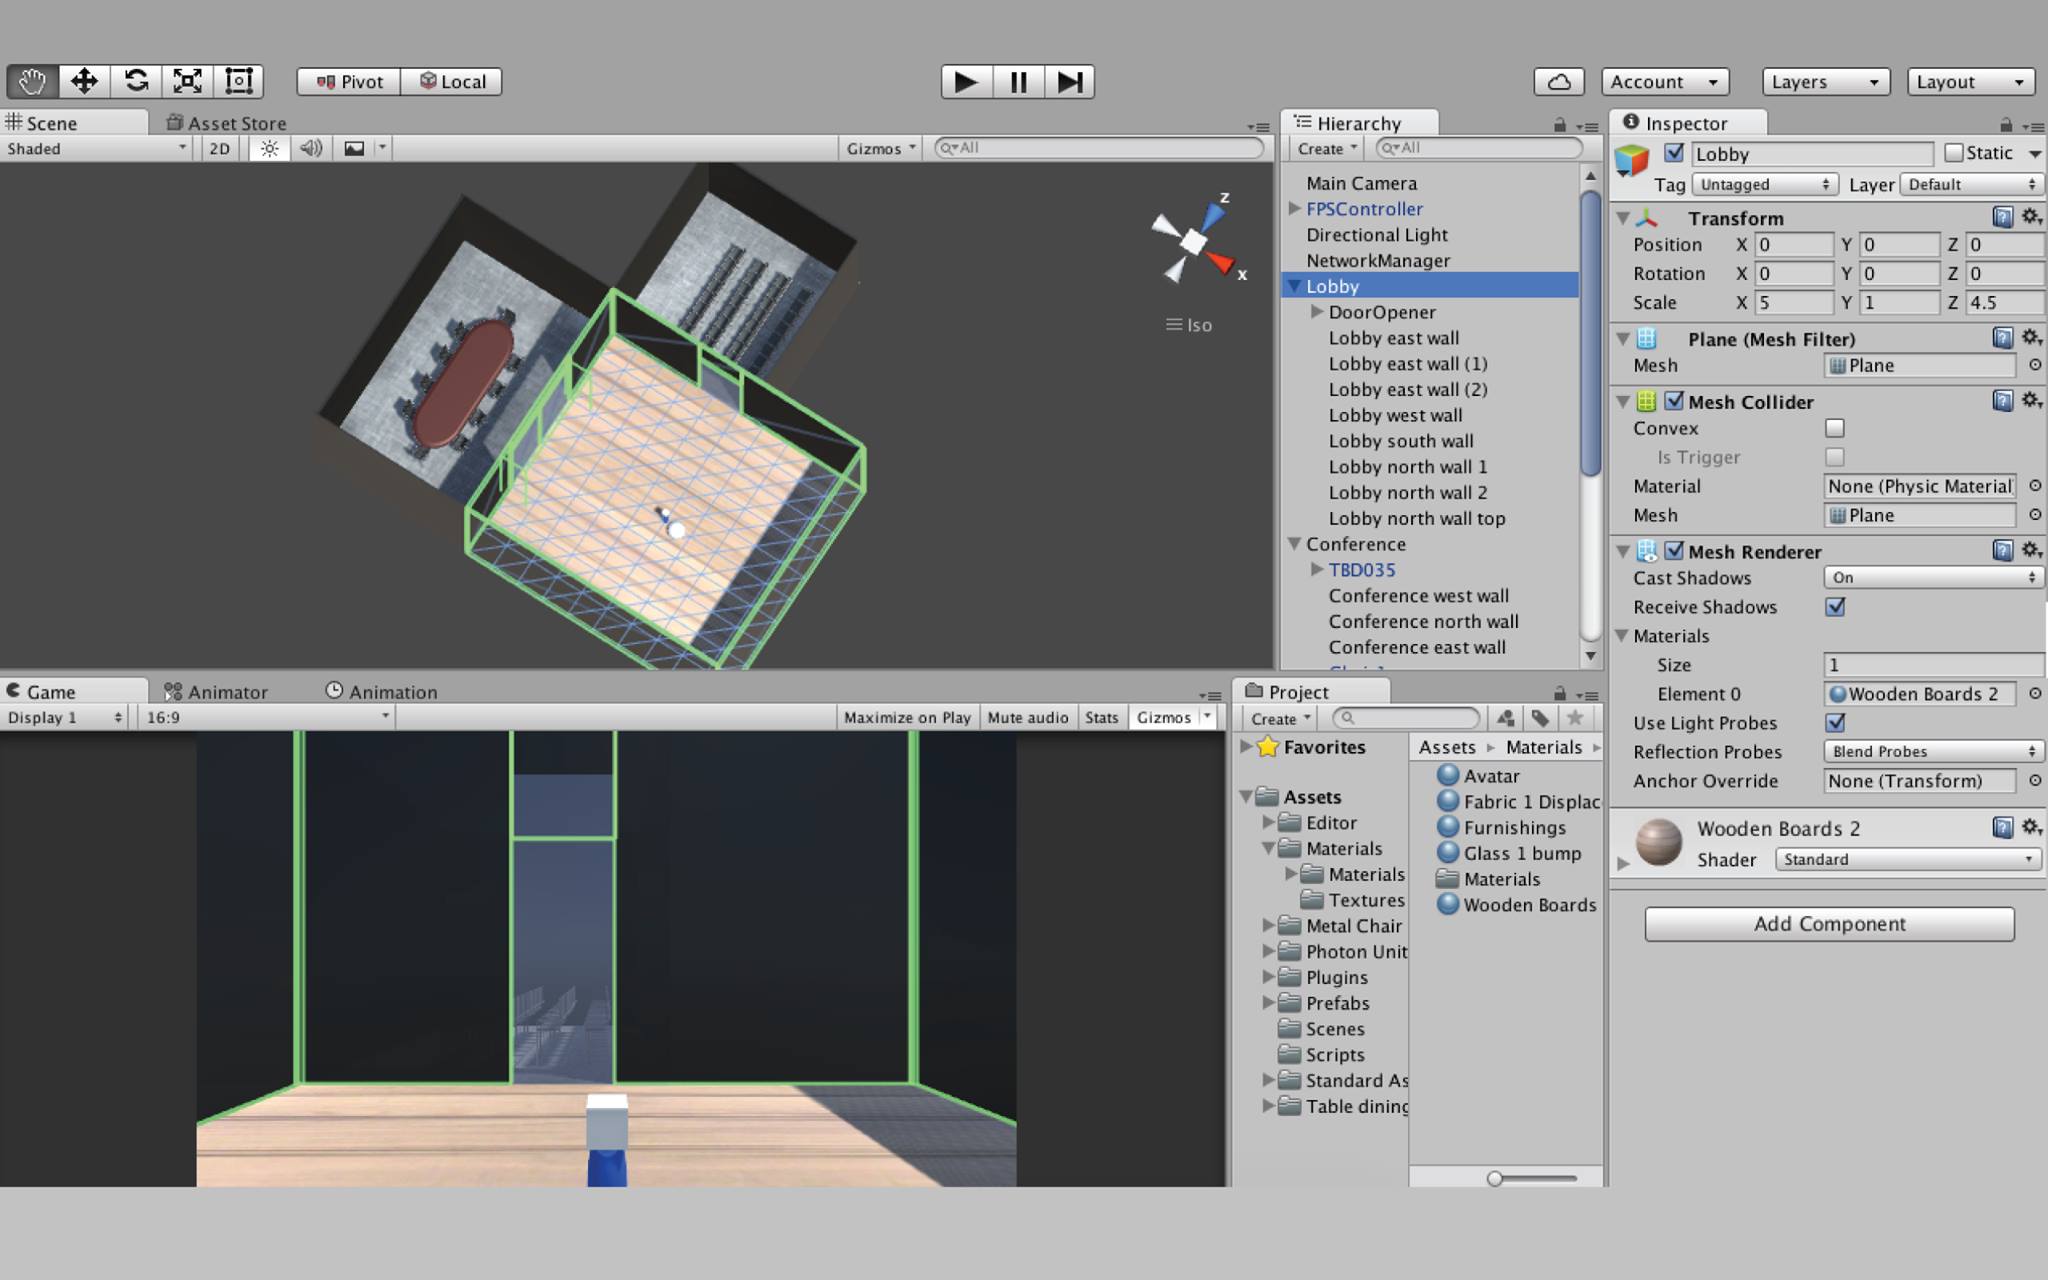 Pivot Local Account Layers Layout
Scene Asset Store
Shaded 2D Gizmos All
z
x
Iso
Hierarchy
Create All
Main Camera
FPSController
Directional Light
NetworkManager
Lobby
DoorOpener
Lobby east wall
Lobby east wall (1)
Lobby east wall (2)
Lobby west wall
Lobby south wall
Lobby north wall 1
Lobby north wall 2
Lobby north wall top
Conference
TBD035
Conference west wall
Conference north wall
Conference east wall
Inspector
Lobby Static
Tag Untagged Layer Default
Transform
Position X 0 Y 0 Z 0
Rotation X 0 Y 0 Z 0
Scale X 5 Y 1 Z 4.5
Plane (Mesh Filter)
Mesh Plane
Mesh Collider
Convex
Is Trigger
Material None (Physic Material
Mesh Plane
Mesh Renderer
Cast Shadows On
Receive Shadows
Materials
Size 1
Element 0 Wooden Boards 2
Use Light Probes
Reflection Probes Blend Probes
Anchor Override None (Transform)
Wooden Boards 2
Shader Standard
Add Component
Game Animator Animation
Display 1 16:9 Maximize on Play Mute audio Stats Gizmos
Project
Create
Favorites
Assets
Editor
Materials
Materials
Textures
Metal Chair
Photon Unit
Plugins
Prefabs
Scenes
Scripts
Standard As
Table dining
Assets Materials
Avatar
Fabric 1 Displac
Furnishings
Glass 1 bump
Materials
Wooden Boards